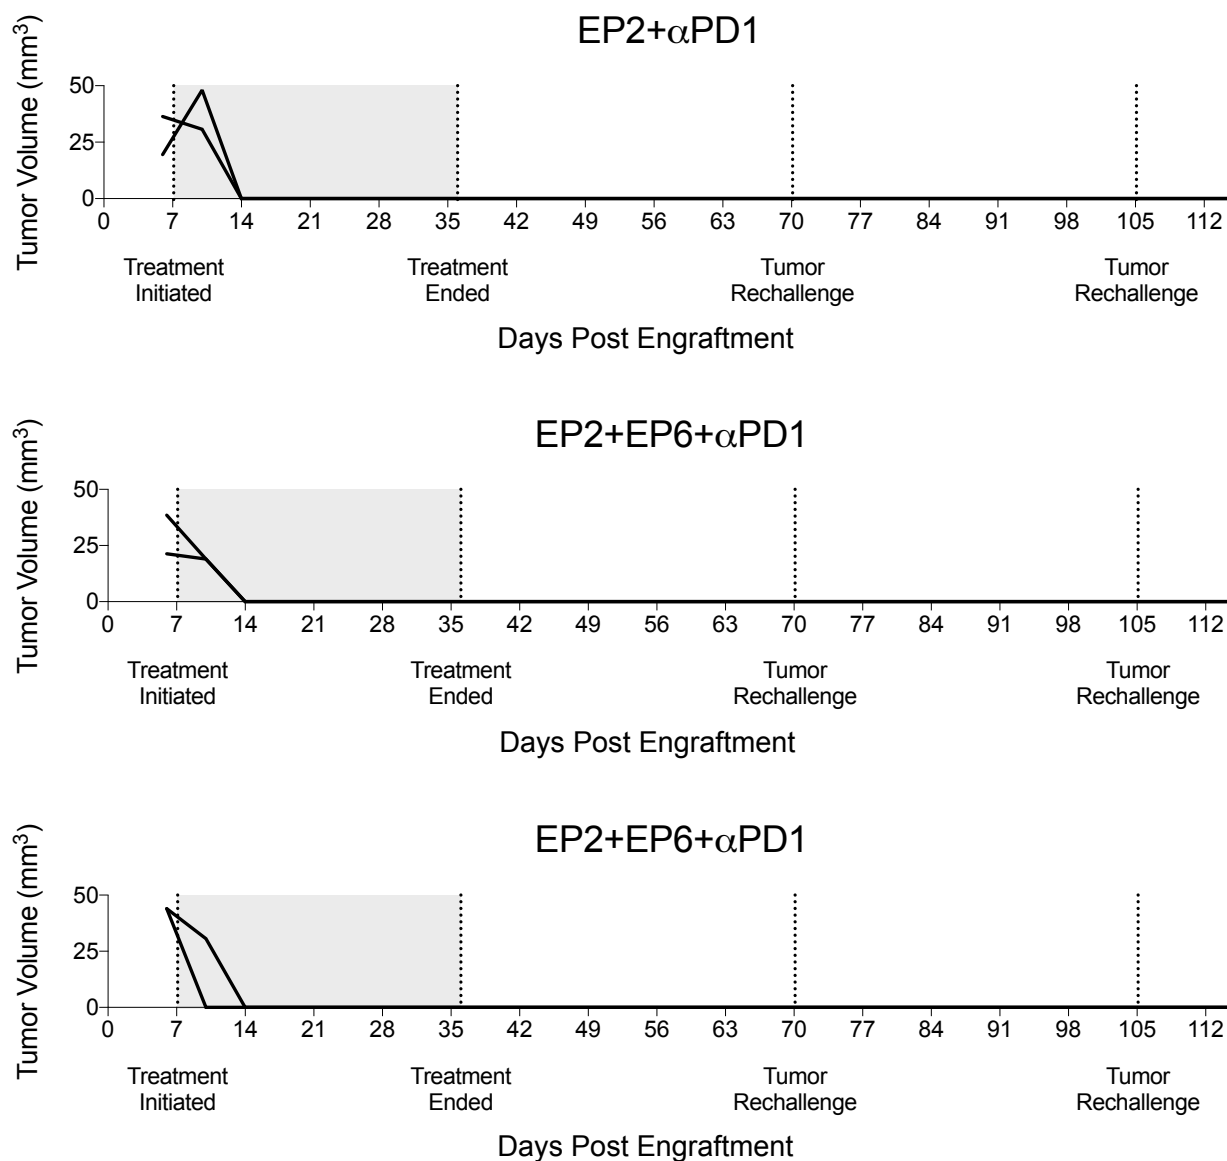 EP2+αPD1
Tumor Volume (mm³)
50
25
0
0 7 14 21 28 35 42 49 56 63 70 77 84 91 98 105 112
Treatment Treatment Tumor Tumor
Initiated Ended Rechallenge Rechallenge
Days Post Engraftment
EP2+EP6+αPD1
Tumor Volume (mm³)
50
25
0
0 7 14 21 28 35 42 49 56 63 70 77 84 91 98 105 112
Treatment Treatment Tumor Tumor
Initiated Ended Rechallenge Rechallenge
Days Post Engraftment
EP2+EP6+αPD1
Tumor Volume (mm³)
50
25
0
0 7 14 21 28 35 42 49 56 63 70 77 84 91 98 105 112
Treatment Treatment Tumor Tumor
Initiated Ended Rechallenge Rechallenge
Days Post Engraftment